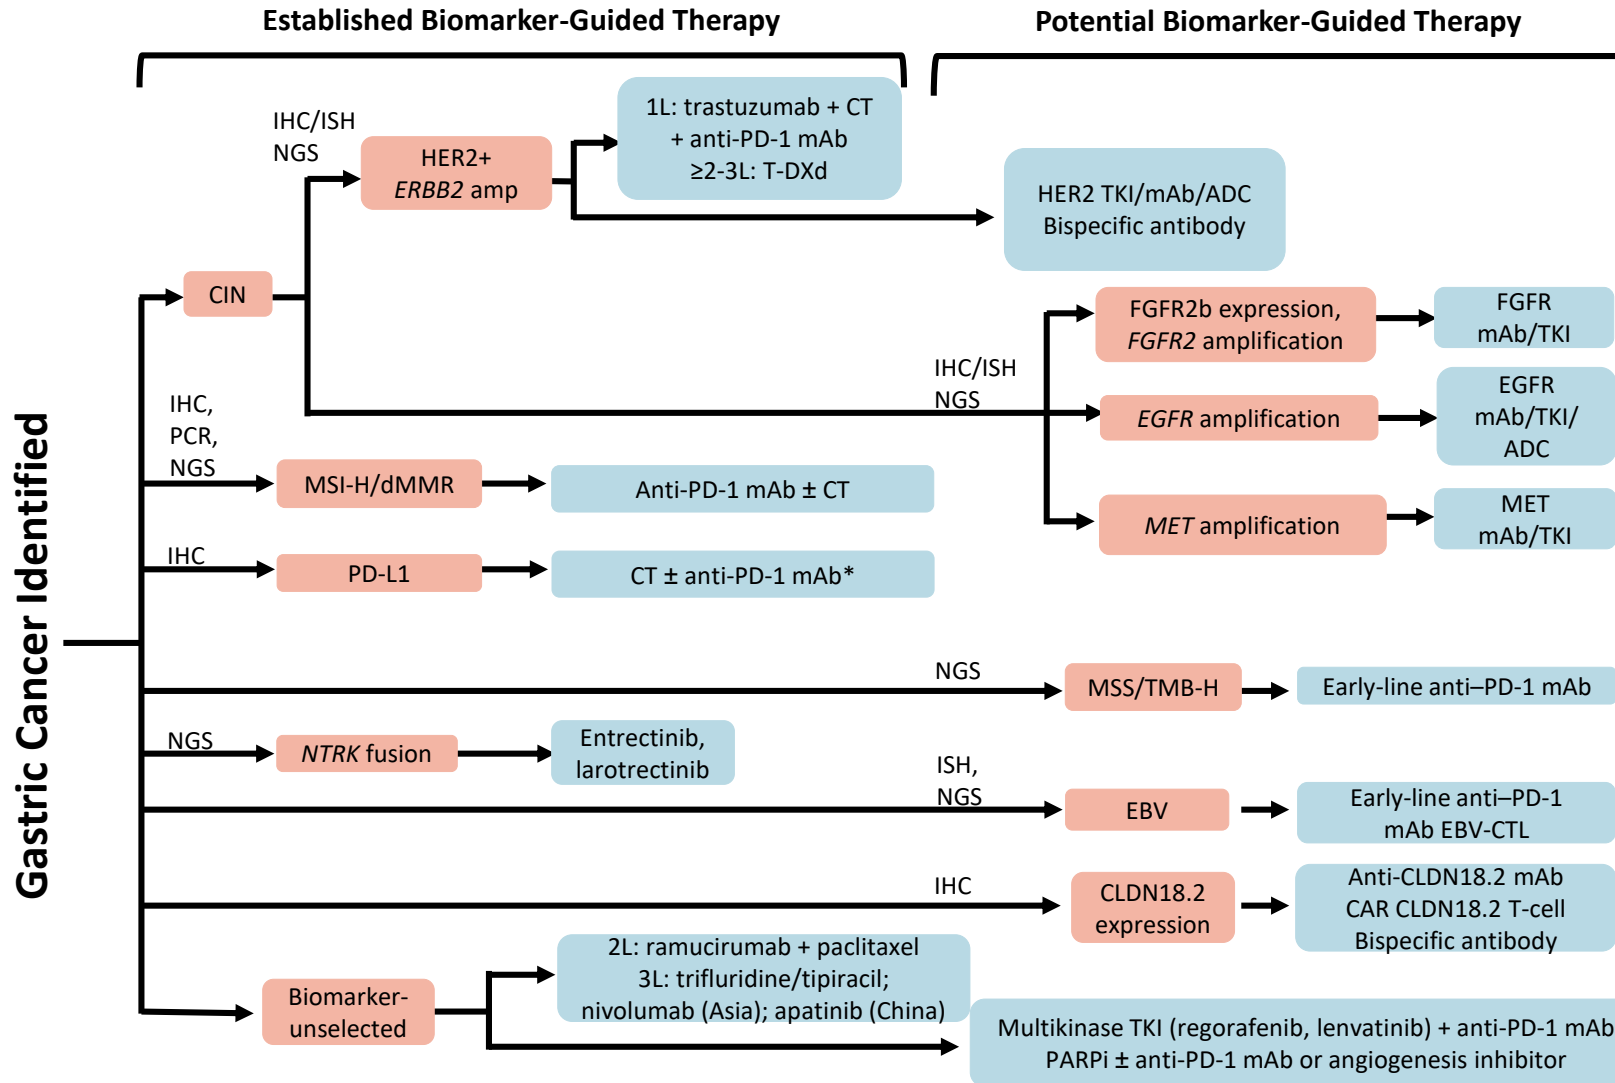 Established Biomarker-Guided Therapy
Potential Biomarker-Guided Therapy
Gastric Cancer Identified
CIN
IHC/ISH
NGS
HER2+
ERBB2 amp
1L: trastuzumab + CT
+ anti-PD-1 mAb
≥2-3L: T-DXd
HER2 TKI/mAb/ADC
Bispecific antibody
IHC/ISH
NGS
FGFR2b expression,
FGFR2 amplification
FGFR
mAb/TKI
EGFR amplification
EGFR
mAb/TKI/
ADC
MET amplification
MET
mAb/TKI
IHC,
PCR,
NGS
MSI-H/dMMR
Anti-PD-1 mAb ± CT
IHC
PD-L1
CT ± anti-PD-1 mAb*
NGS
MSS/TMB-H
Early-line anti–PD-1 mAb
NGS
NTRK fusion
Entrectinib,
larotrectinib
ISH,
NGS
EBV
Early-line anti–PD-1
mAb EBV-CTL
IHC
CLDN18.2
expression
Anti-CLDN18.2 mAb
CAR CLDN18.2 T-cell
Bispecific antibody
Biomarker-
unselected
2L: ramucirumab + paclitaxel
3L: trifluridine/tipiracil;
nivolumab (Asia); apatinib (China)
Multikinase TKI (regorafenib, lenvatinib) + anti-PD-1 mAb
PARPi ± anti-PD-1 mAb or angiogenesis inhibitor